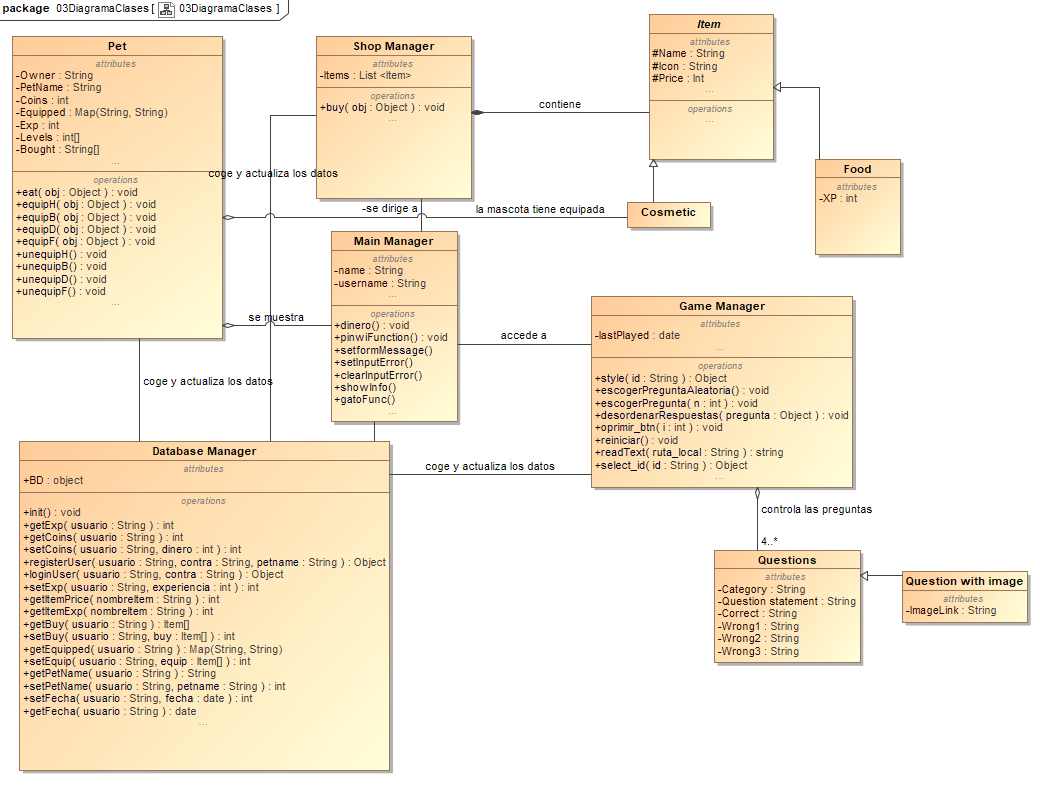 package 03DiagramaClases [ 03DiagramaClases ]
Pet
attributes
-Owner : String
-PetName : String
-Coins : int
-Equipped : Map(String, String)
-Exp : int
-Levels : int[]
-Bought : String[]
...
operations
+eat( obj : Object ) : void
+equipH( obj : Object ) : void
+equipB( obj : Object ) : void
+equipD( obj : Object ) : void
+equipF( obj : Object ) : void
+unequipH() : void
+unequipB() : void
+unequipD() : void
+unequipF() : void
...
Shop Manager
attributes
-Items : List <Item>
operations
+buy( obj : Object ) : void
...
contiene
Item
attributes
#Name : String
#Icon : String
#Price : Int
...
operations
...
Food
attributes
-XP : int
Cosmetic
coge y actualiza los datos
-se dirige a
la mascota tiene equipada
Main Manager
attributes
-name : String
-username : String
...
operations
+dinero() : void
+pinwiFunction() : void
+setformMessage()
+setInputError()
+clearInputError()
+showInfo()
+gatoFunc()
...
se muestra
accede a
Game Manager
attributes
-lastPlayed : date
...
operations
+style( id : String ) : Object
+escogerPreguntaAleatoria() : void
+escogerPregunta( n : int ) : void
+desordenarRespuestas( pregunta : Object ) : void
+oprimir_btn( i : int ) : void
+reiniciar() : void
+readText( ruta_local : String ) : string
+select_id( id : String ) : Object
...
coge y actualiza los datos
Database Manager
attributes
+BD : object
operations
+init() : void
+getExp( usuario : String ) : int
+getCoins( usuario : String ) : int
+setCoins( usuario : String, dinero : int ) : int
+registerUser( usuario : String, contra : String, petname : String ) : Object
+loginUser( usuario : String, contra : String ) : Object
+setExp( usuario : String, experiencia : int ) : int
+getItemPrice( nombreItem : String ) : int
+getItemExp( nombreItem : String ) : int
+getBuy( usuario : String ) : Item[]
+setBuy( usuario : String, buy : Item[] ) : int
+getEquipped( usuario : String ) : Map(String, String)
+setEquip( usuario : String, equip : Item[] ) : int
+getPetName( usuario : String ) : String
+setPetName( usuario : String, petname : String ) : int
+setFecha( usuario : String, fecha : date ) : int
+getFecha( usuario : String ) : date
...
coge y actualiza los datos
controla las preguntas
4..*
Questions
attributes
-Category : String
-Question statement : String
-Correct : String
-Wrong1 : String
-Wrong2 : String
-Wrong3 : String
Question with image
attributes
-ImageLink : String